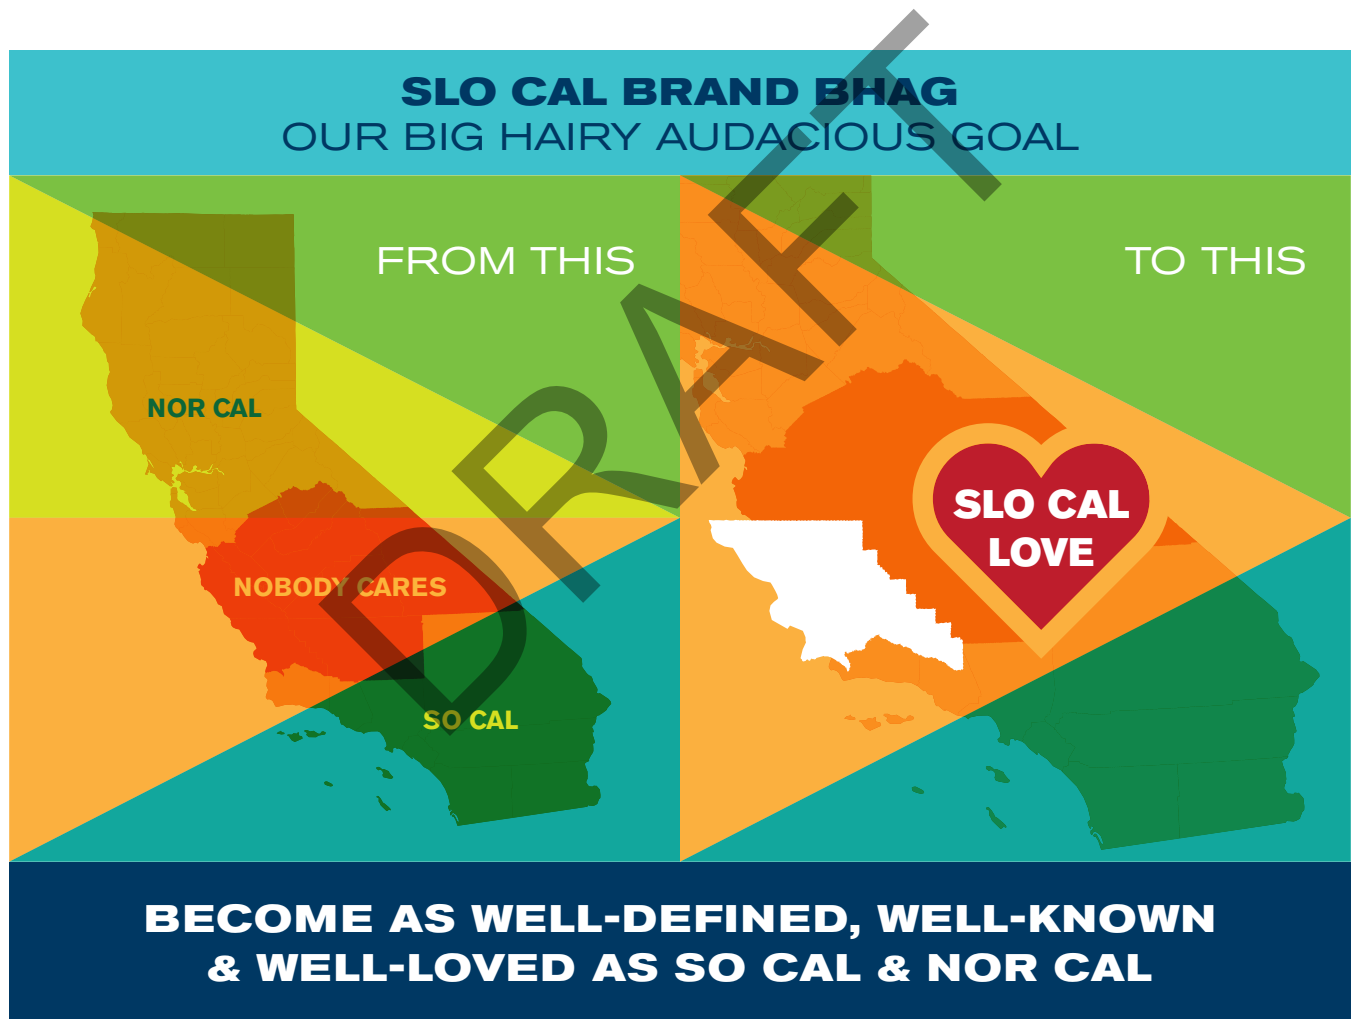 SLO CAL BRAND BHAG
OUR BIG HAIRY AUDACIOUS GOAL
FROM THIS
NOR CAL
NOBODY CARES
SO CAL
TO THIS
SLO CAL
LOVE
DRAFT
BECOME AS WELL-DEFINED, WELL-KNOWN
& WELL-LOVED AS SO CAL & NOR CAL